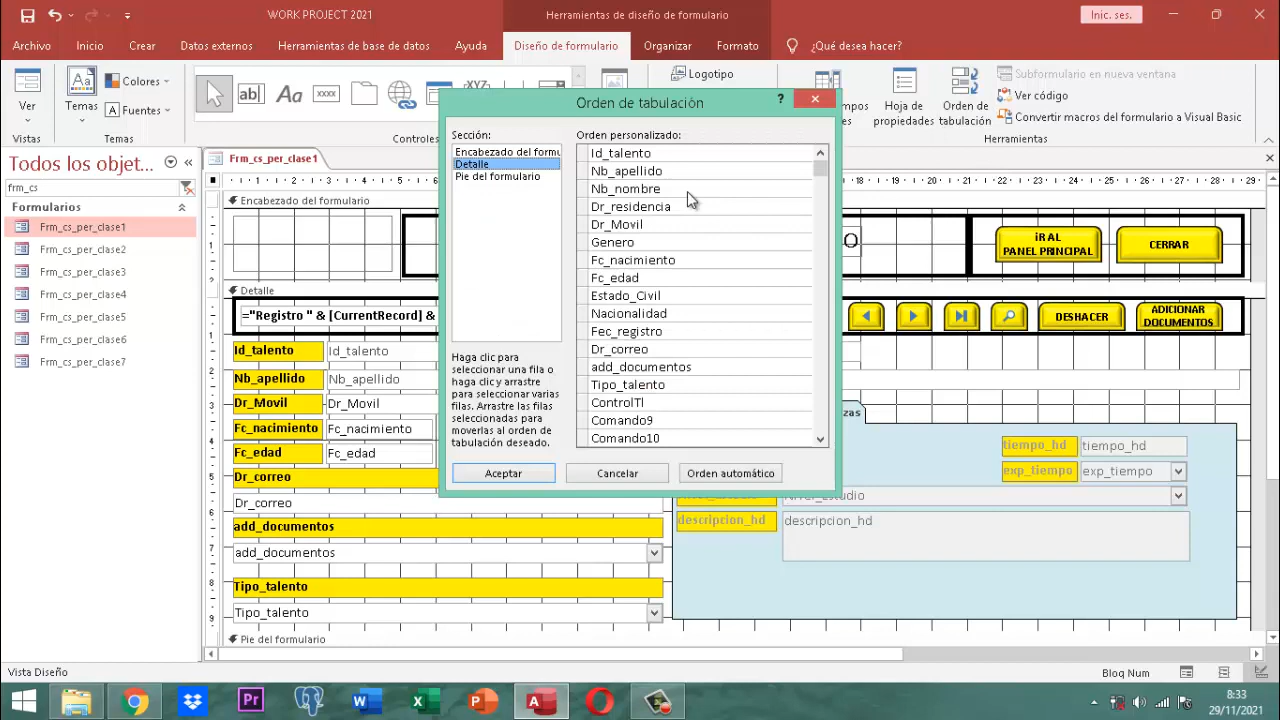 WORK PROJECT 2021
Herramientas de diseño de formulario
Inic. ses.
Archivo
Inicio
Crear
Datos externos
Herramientas de base de datos
Ayuda
Diseño de formulario
Organizar
Formato
¿Qué desea hacer?
Ver
Vistas
Temas
Colores
Fuentes
Temas
Aa
ab|
Aa
xxxx
XYZ
Logotipo
Hoja de
propiedades
Orden de
tabulación
Subformulario en nueva ventana
Ver código
Convertir macros del formulario a Visual Basic
Herramientas
Todos los objet...
frm_cs
Formularios
Frm_cs_per_clase1
Frm_cs_per_clase2
Frm_cs_per_clase3
Frm_cs_per_clase4
Frm_cs_per_clase5
Frm_cs_per_clase6
Frm_cs_per_clase7
Frm_cs_per_clase1
Encabezado del formulario
iR AL
PANEL PRINCIPAL
CERRAR
Detalle
="Registro " & [CurrentRecord] &
DESHACER
ADICIONAR
DOCUMENTOS
Id_talento
Id_talento
Nb_apellido
Nb_apellido
Dr_Movil
Dr_Movil
Fc_nacimiento
Fc_nacimiento
Fc_edad
Fc_edad
Dr_correo
Dr_correo
add_documentos
add_documentos
Tipo_talento
Tipo_talento
tiempo_hd
tiempo_hd
exp_tiempo
exp_tiempo
descripcion_hd
descripcion_hd
Pie del formulario
Orden de tabulación
?
Sección:
Encabezado del formu
Detalle
Pie del formulario
Haga clic para
seleccionar una fila o
haga clic y arrastre
para seleccionar varias
filas. Arrastre las filas
seleccionadas para
moverlas al orden de
tabulación deseado.
Orden personalizado:
Id_talento
Nb_apellido
Nb_nombre
Dr_residencia
Dr_Movil
Genero
Fc_nacimiento
Fc_edad
Estado_Civil
Nacionalidad
Fec_registro
Dr_correo
add_documentos
Tipo_talento
ControlTl
Comando9
Comando10
Aceptar
Cancelar
Orden automático
Vista Diseño
Bloq Num
Pr
8:33
29/11/2021